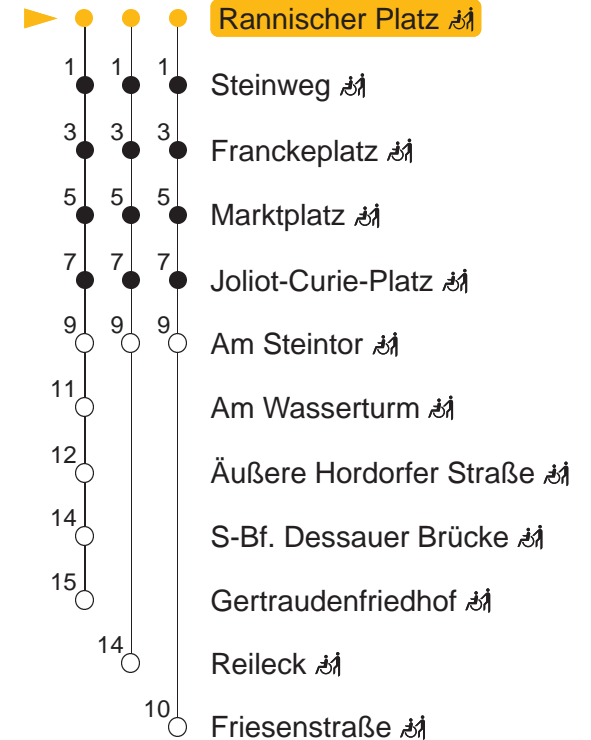 Rannischer Platz
1 1 1 Steinweg
3 3 3 Franckeplatz
5 5 5 Marktplatz
7 7 7 Joliot-Curie-Platz
9 9 9 Am Steintor
11 Am Wasserturm
12 Äußere Hordorfer Straße
14 S-Bf. Dessauer Brücke
15 Gertraudenfriedhof
14 Reileck
10 Friesenstraße